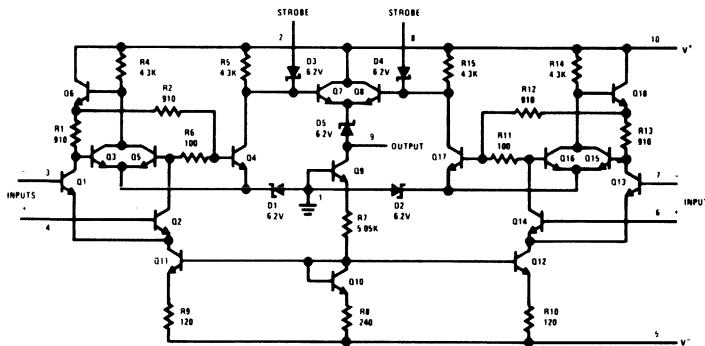 STROBE STROBE
2 8 10 V+
R4 4.3K R5 4.3K D3 6.2V D4 6.2V R15 4.3K R14 4.3K
Q6 R2 910 Q7 Q8 R12 910 Q18
R1 910 R6 100 D5 6.2V 9 OUTPUT R11 100 R13 910
Q3 Q5 Q4 Q17 Q16 Q15
- 3 Q1 Q9 Q13 7 -
INPUTS D1 6.2V 1 D2 6.2V INPUT
+ 4 Q2 R7 5.05K Q14 6 +
Q11 Q10 Q12
R9 120 R8 240 R10 120
5 V-